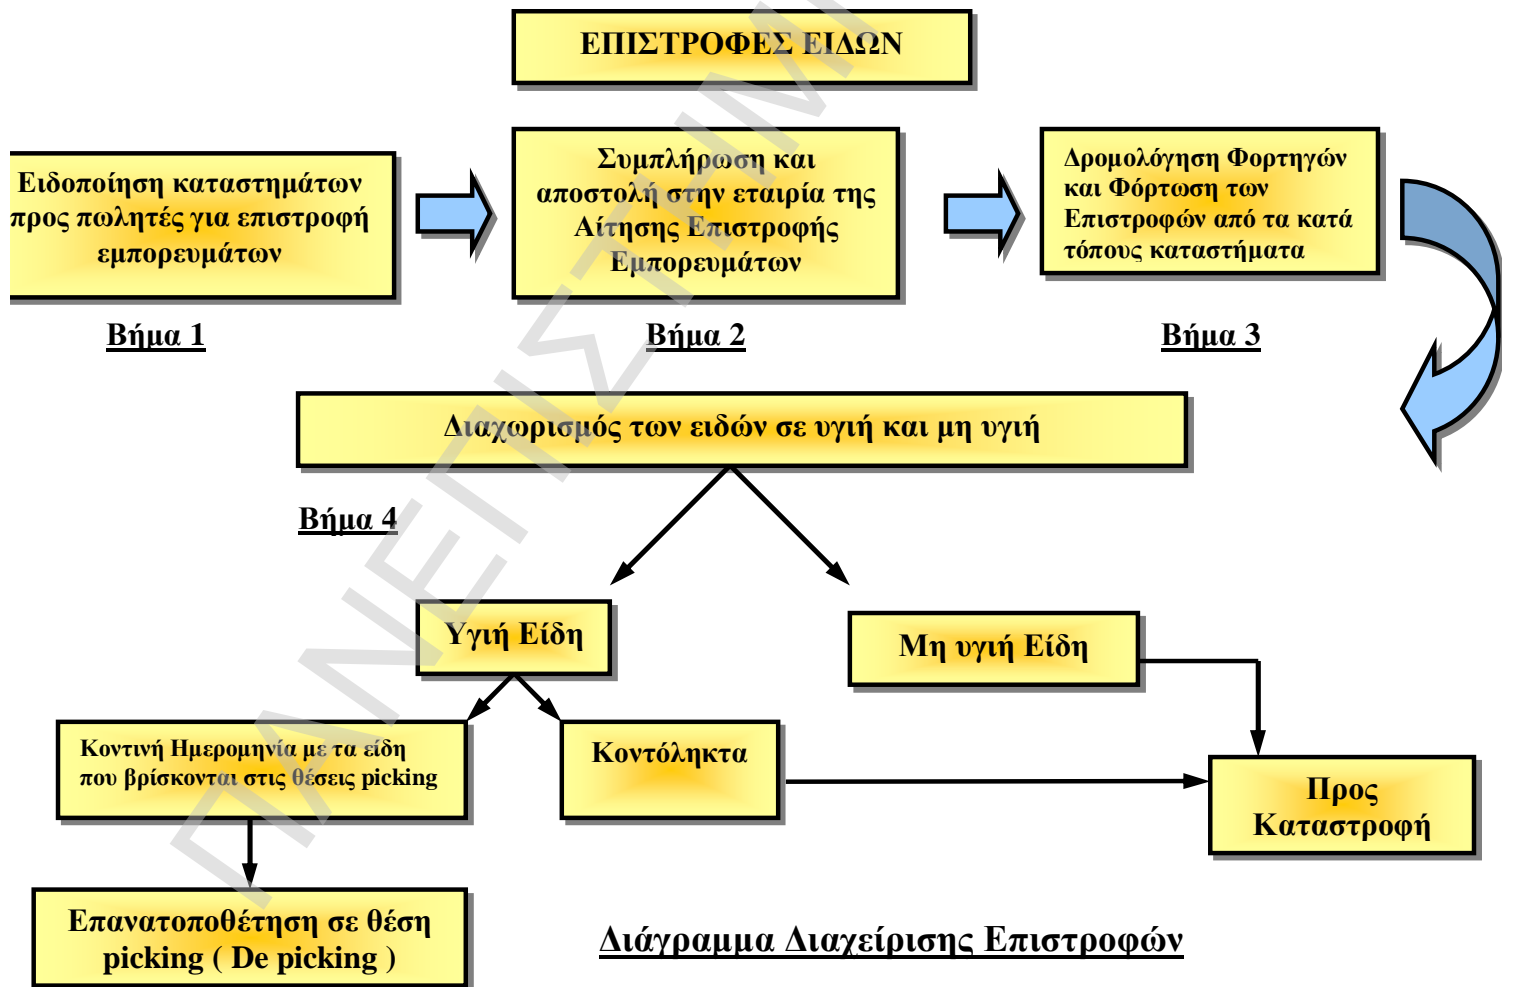 ΕΠΙΣΤΡΟΦΕΣ ΕΙΔΩΝ
Ειδοποίηση καταστημάτων
προς πωλητές για επιστροφή
εμπορευμάτων
Συμπλήρωση και
αποστολή στην εταιρία της
Αίτησης Επιστροφής
Εμπορευμάτων
Δρομολόγηση Φορτηγών
και Φόρτωση των
Επιστροφών από τα κατά
τόπους καταστήματα
Βήμα 1
Βήμα 2
Βήμα 3
Διαχωρισμός των ειδών σε υγιή και μη υγιή
Βήμα 4
Υγιή Είδη
Μη υγιή Είδη
Κοντινή Ημερομηνία με τα είδη
που βρίσκονται στις θέσεις picking
Κοντόληκτα
Προς
Καταστροφή
Επανατοποθέτηση σε θέση
picking ( De picking )
Διάγραμμα Διαχείρισης Επιστροφών
ΠΑΝΕΠΙΣΤΗΜΙ